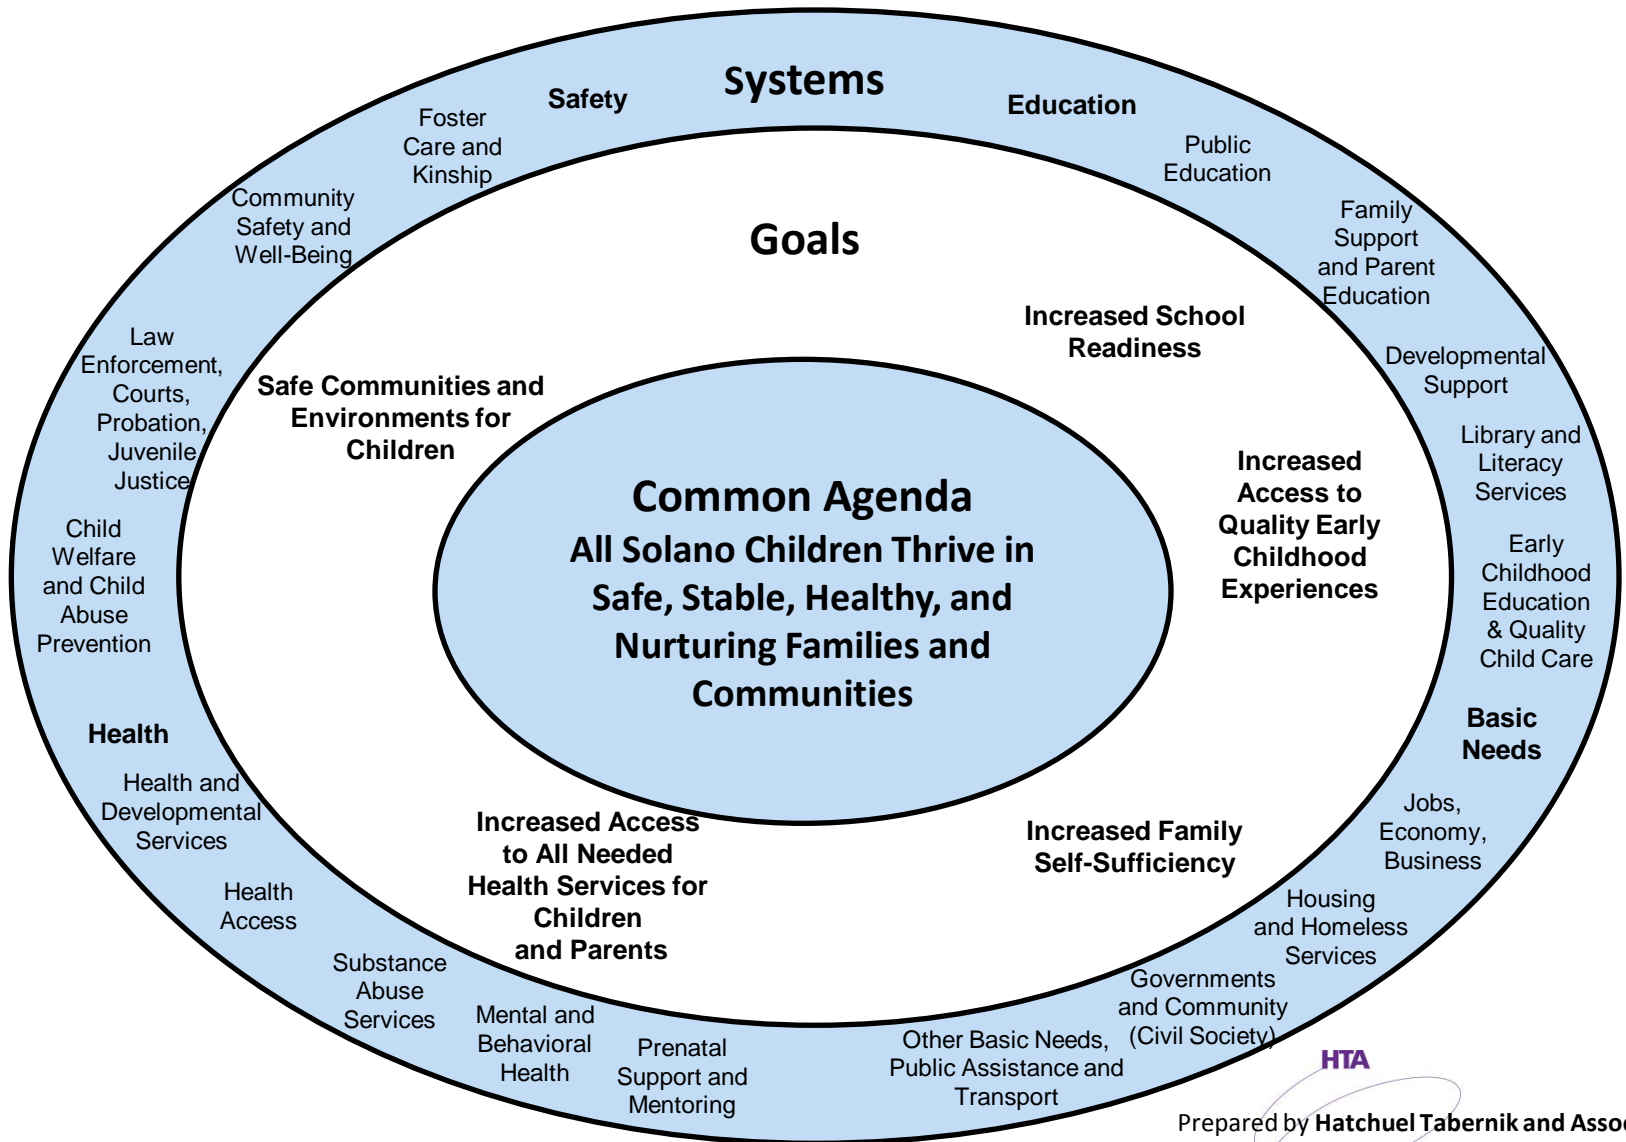 Systems
Safety
Foster
Care and
Kinship
Community
Safety and
Well-Being
Law
Enforcement,
Courts,
Probation,
Juvenile
Justice
Child
Welfare
and Child
Abuse
Prevention
Education
Public
Education
Family
Support
and Parent
Education
Developmental
Support
Library and
Literacy
Services
Early
Childhood
Education
& Quality
Child Care
Goals
Safe Communities and
Environments for
Children
Increased School
Readiness
Increased
Access to
Quality Early
Childhood
Experiences
Common Agenda
All Solano Children Thrive in
Safe, Stable, Healthy, and
Nurturing Families and
Communities
Increased Access
to All Needed
Health Services for
Children
and Parents
Increased Family
Self-Sufficiency
Health
Health and
Developmental
Services
Health
Access
Substance
Abuse
Services
Mental and
Behavioral
Health
Prenatal
Support and
Mentoring
Basic
Needs
Jobs,
Economy,
Business
Housing
and Homeless
Services
Governments
and Community
(Civil Society)
Other Basic Needs,
Public Assistance and
Transport
HTA
Prepared by Hatchuel Tabernik and Assoc